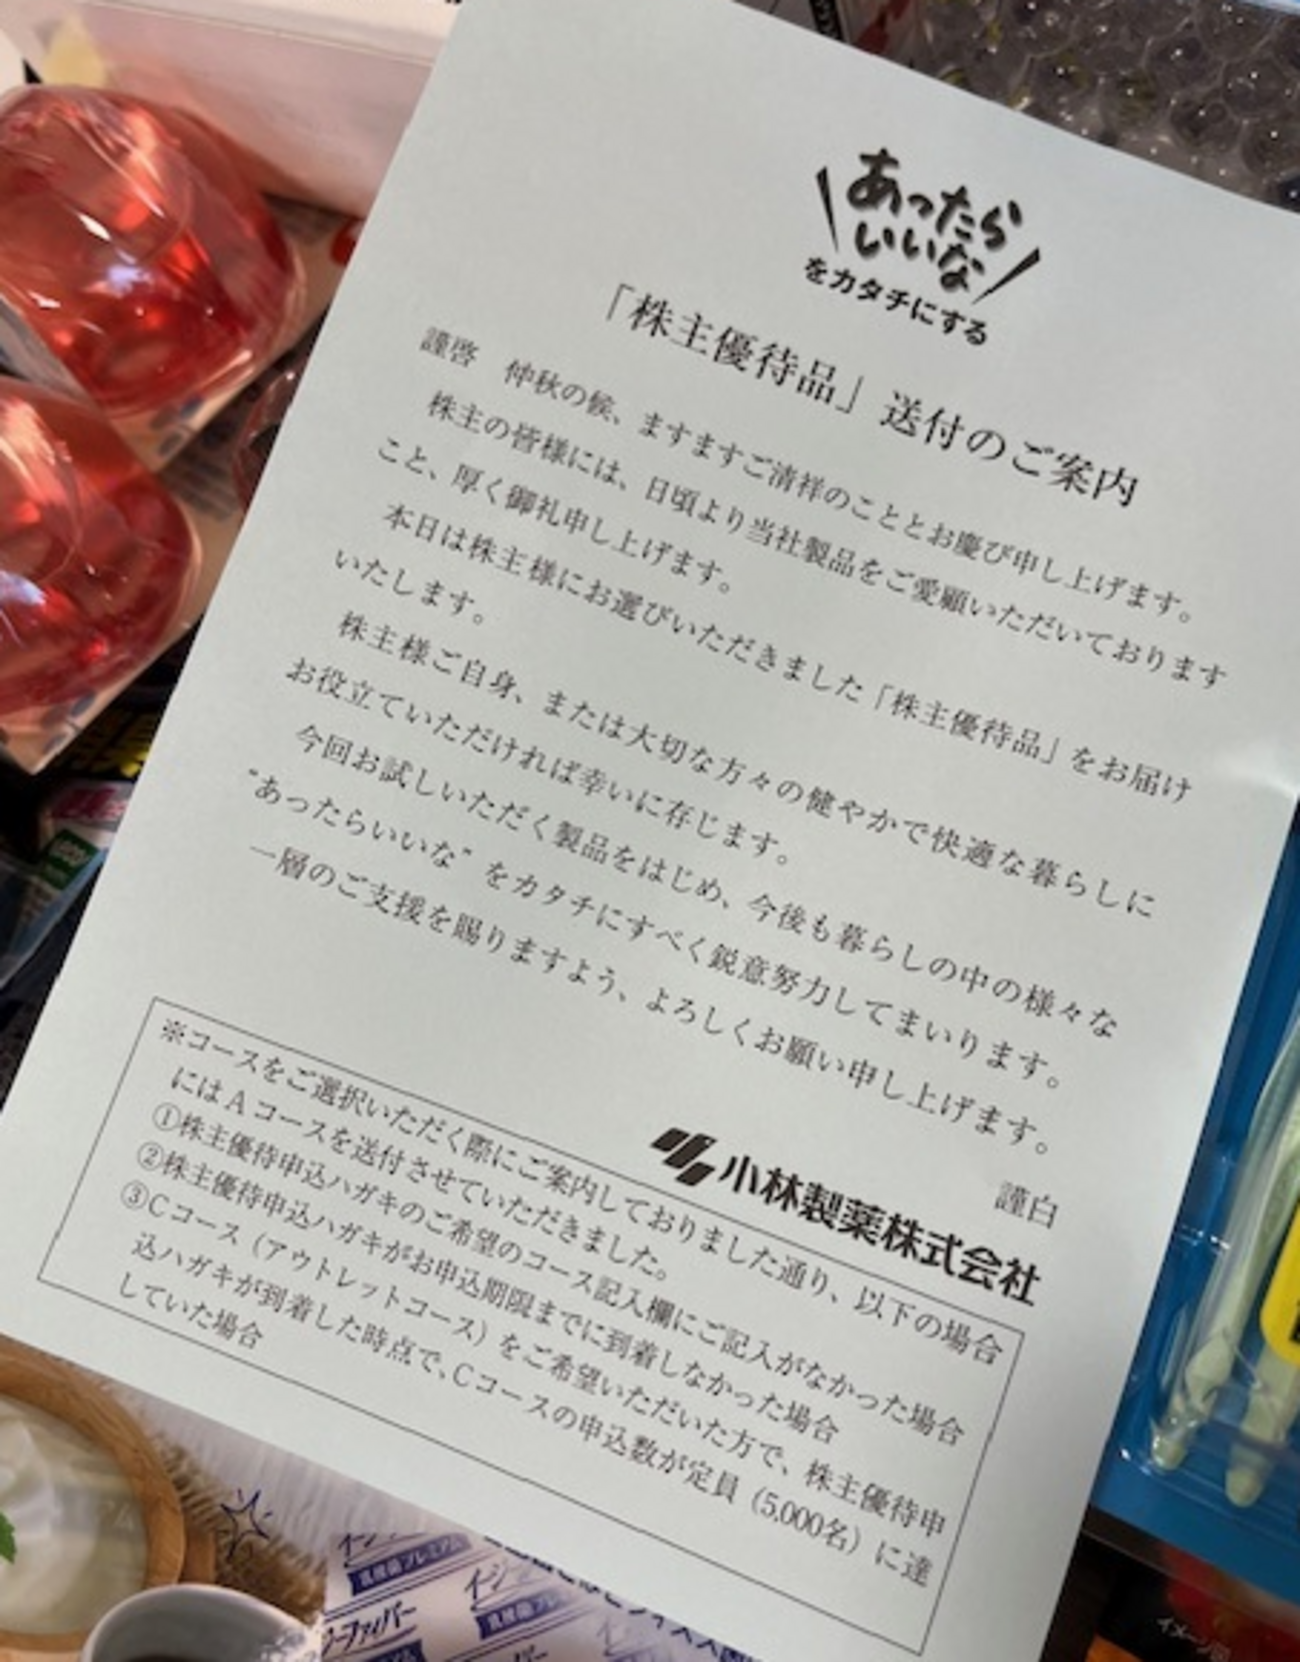 あったら
いいな
をカタチにする
「株主優待品」送付のご案内
謹啓　仲秋の候、ますますご清祥のこととお慶び申し上げます。
株主の皆様には、日頃より当社製品をご愛顧いただいております
こと、厚く御礼申し上げます。
本日は株主様にお選びいただきました「株主優待品」をお届け
いたします。
株主様ご自身、または大切な方々の健やかで快適な暮らしに
お役立ていただければ幸いに存じます。
今回お試しいただく製品をはじめ、今後も暮らしの中の様々な
"あったらいいな"をカタチにすべく鋭意努力してまいります。
一層のご支援を賜りますよう、よろしくお願い申し上げます。
謹白
小林製薬株式会社
※コースをご選択いただく際にご案内しておりました通り、以下の場合
にはAコースを送付させていただきました。
①株主優待申込ハガキのご希望のコース記入欄にご記入がなかった場合
②株主優待申込ハガキがお申込期限までに到着しなかった場合
③Cコース（アウトレットコース）をご希望いただいた方で、株主優待申
込ハガキが到着した時点で、Cコースの申込数が定員（5,000名）に達
していた場合
イージーファイバー
乳酸菌プレミアム
イメージ図